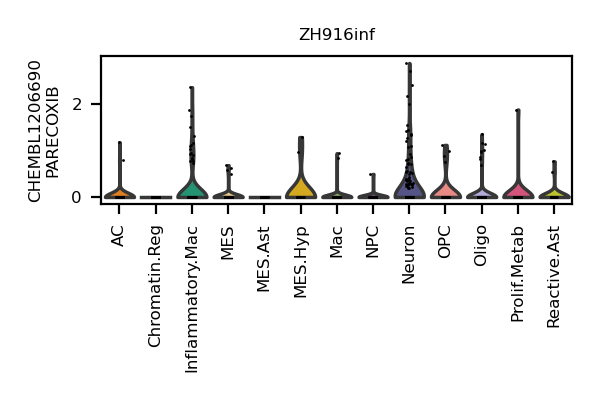 ZH916inf
CHEMBL1206690
PARECOXIB
2
0
AC
Chromatin.Reg
Inflammatory.Mac
MES
MES.Ast
MES.Hyp
Mac
NPC
Neuron
OPC
Oligo
Prolif.Metab
Reactive.Ast